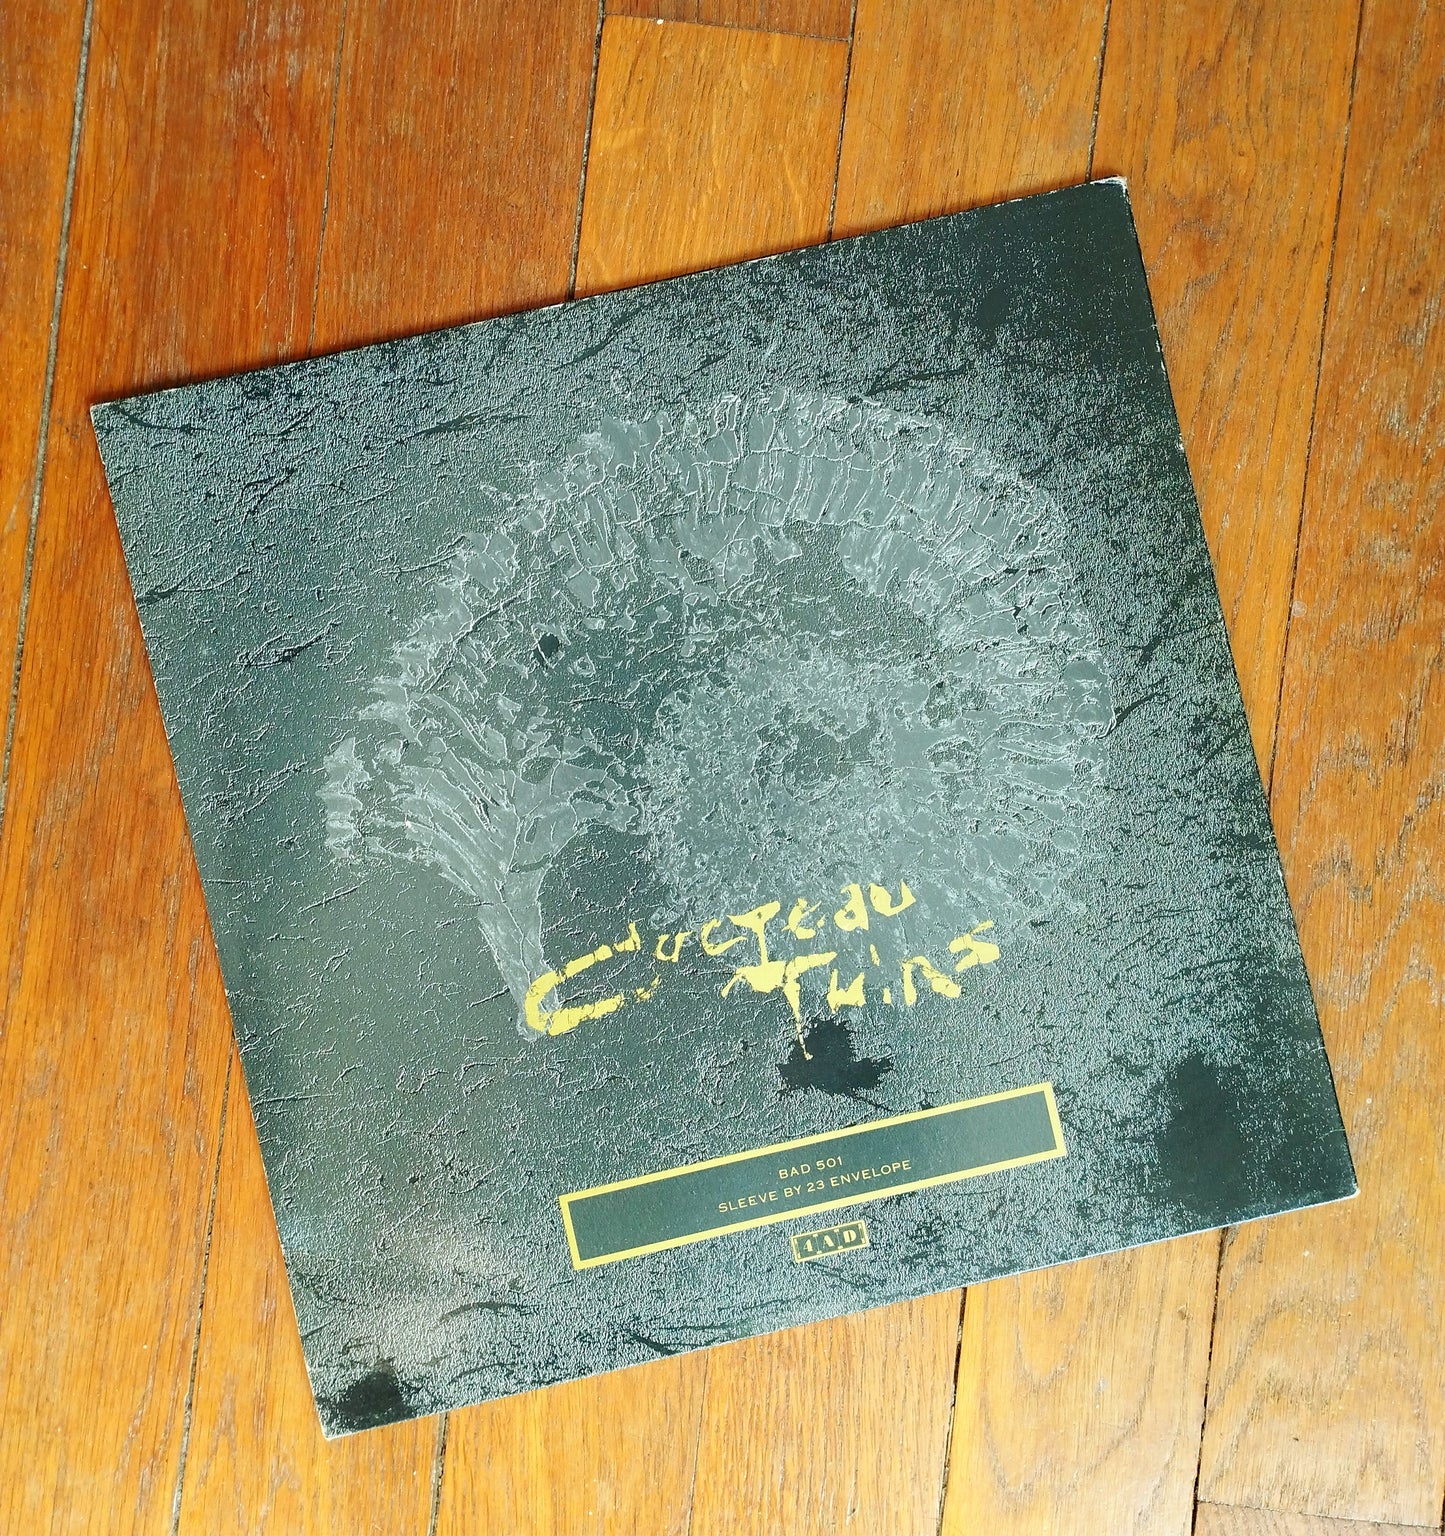 Cocteau
Twins
BAD 501
SLEEVE BY 23 ENVELOPE
4AD